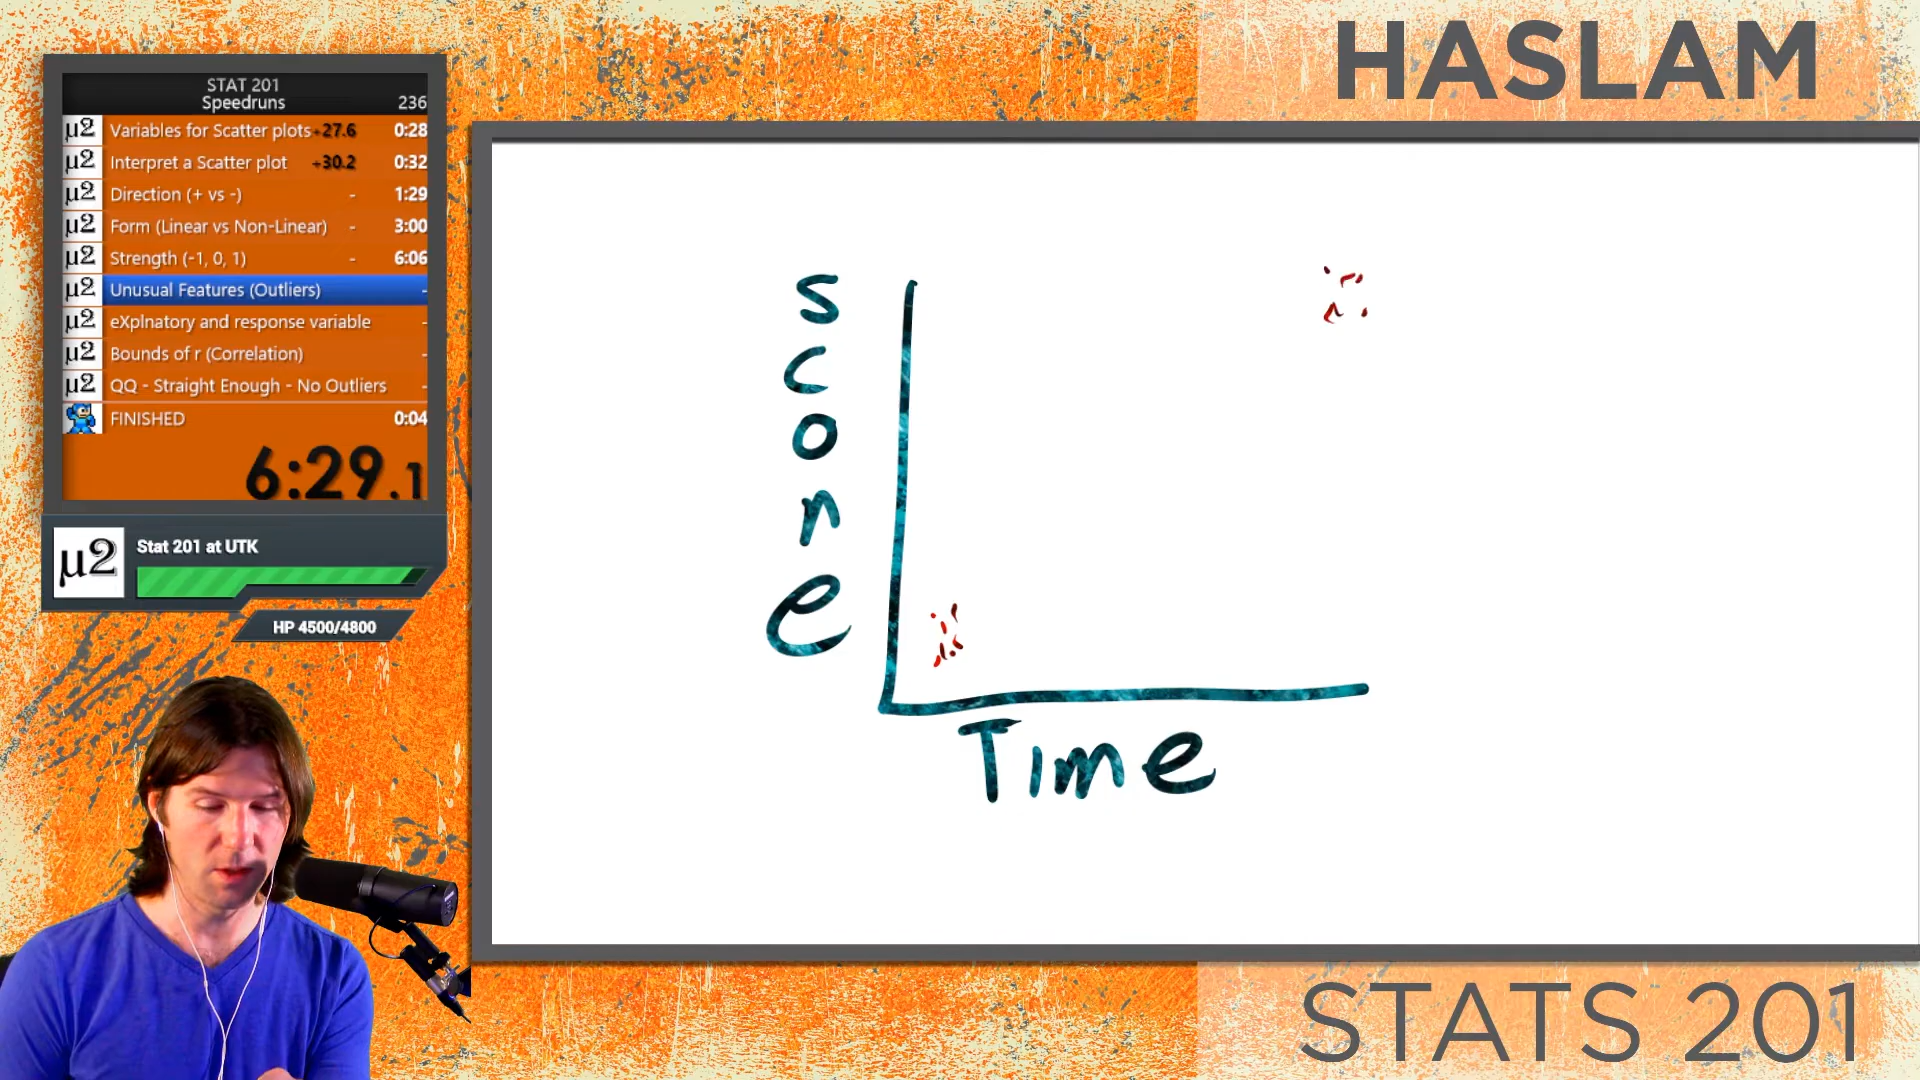 HASLAM
STAT 201
Speedruns 236
μ2 Variables for Scatter plots +27.6 0:28
μ2 Interpret a Scatter plot +30.2 0:32
μ2 Direction (+ vs -) - 1:29
μ2 Form (Linear vs Non-Linear) - 3:00
μ2 Strength (-1, 0, 1) - 6:06
μ2 Unusual Features (Outliers) -
μ2 eXplnatory and response variable -
μ2 Bounds of r (Correlation) -
μ2 QQ - Straight Enough - No Outliers -
FINISHED 0:04
6:29.1
μ2 Stat 201 at UTK
HP 4500/4800
score
Time
STATS 201